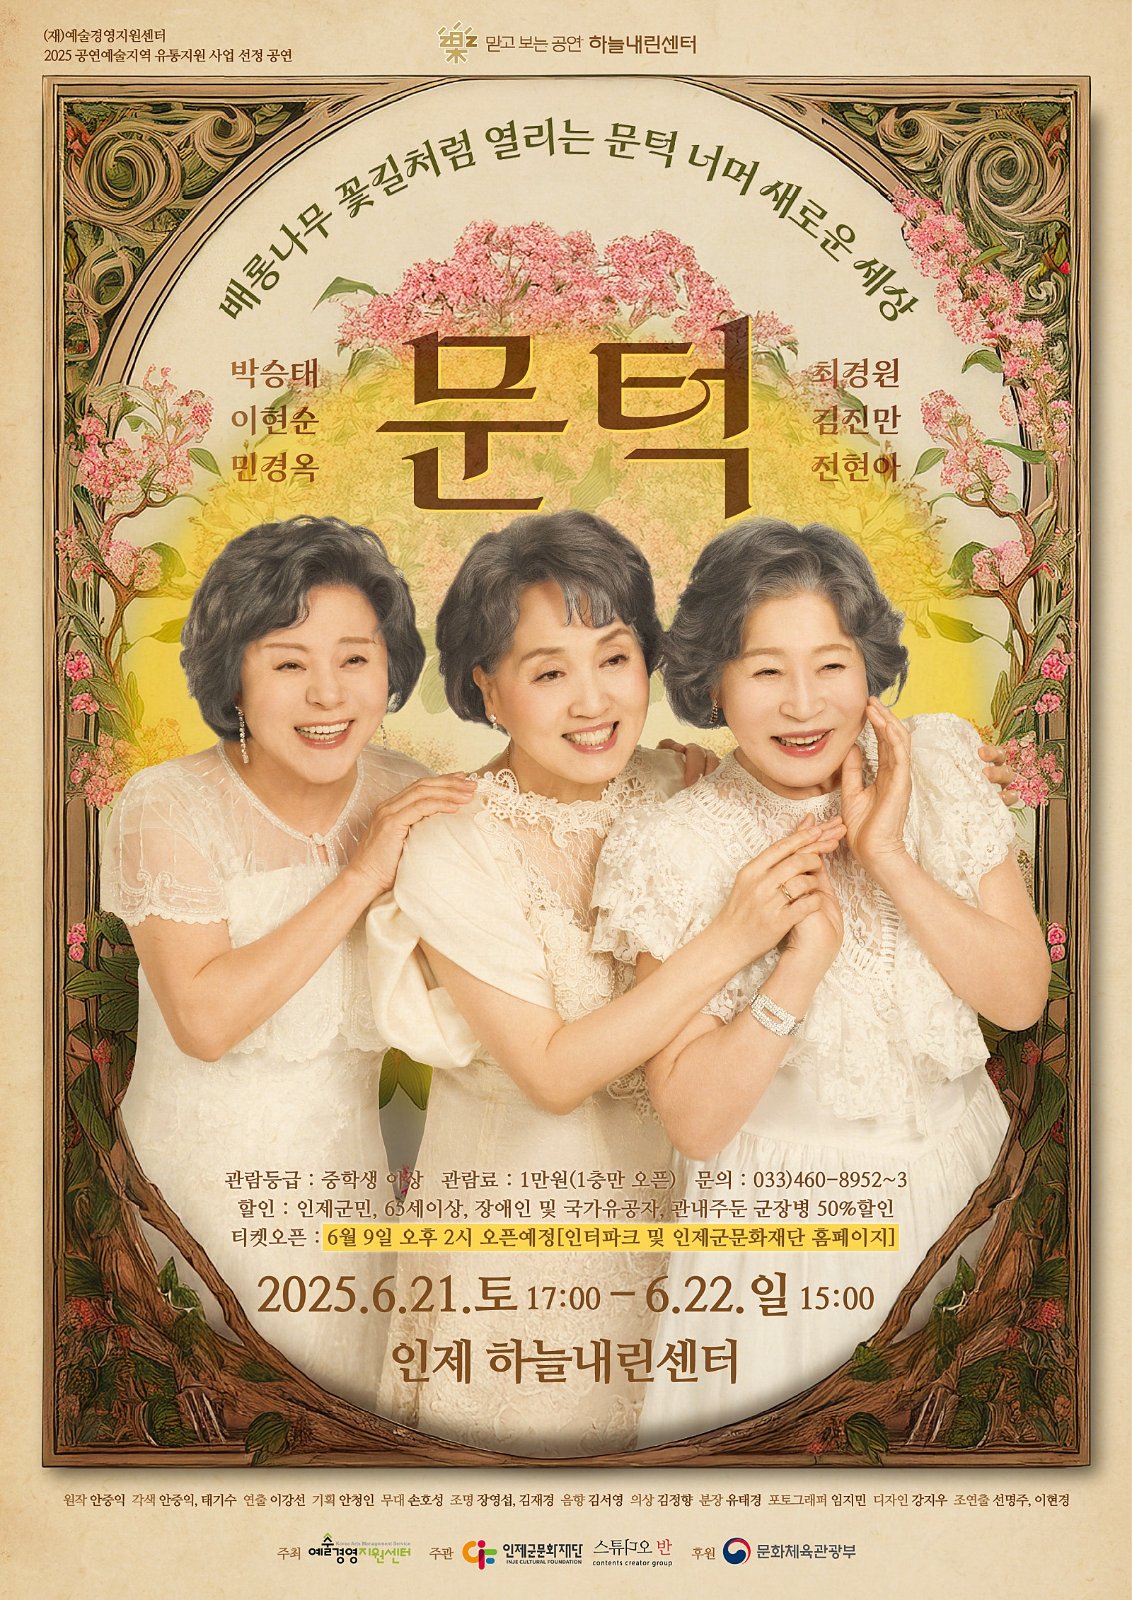 (재)예술경영지원센터
2025 공연예술지역 유통지원 사업 선정 공연
樂z 믿고 보는 공연 하늘내린센터
배롱나무 꽃길처럼 열리는 문턱 너머 새로운 세상
문턱
박승태
이현순
민경옥
최경원
김진만
전현아
관람등급 : 중학생 이상 관람료 : 1만원(1층만 오픈) 문의 : 033)460-8952~3
할인 : 인제군민, 65세이상, 장애인 및 국가유공자, 관내주둔 군장병 50%할인
티켓오픈 : 6월 9일 오후 2시 오픈예정[인터파크 및 인제군문화재단 홈페이지]
2025.6.21.토 17:00 - 6.22.일 15:00
인제 하늘내린센터
원작 안중익 각색 안중익, 태기수 연출 이강선 기획 안청인 무대 손호성 조명 장영섭, 김재경 음향 김서영 의상 김정향 분장 유태경 포토그래퍼 임지민 디자인 강지우 조연출 선명주, 이현경
주최 Korea Arts Management Service 예술경영지원센터 주관 인제군문화재단 INJE CULTURAL FOUNDATION 스튜디오 반 contents creator group 후원 문화체육관광부